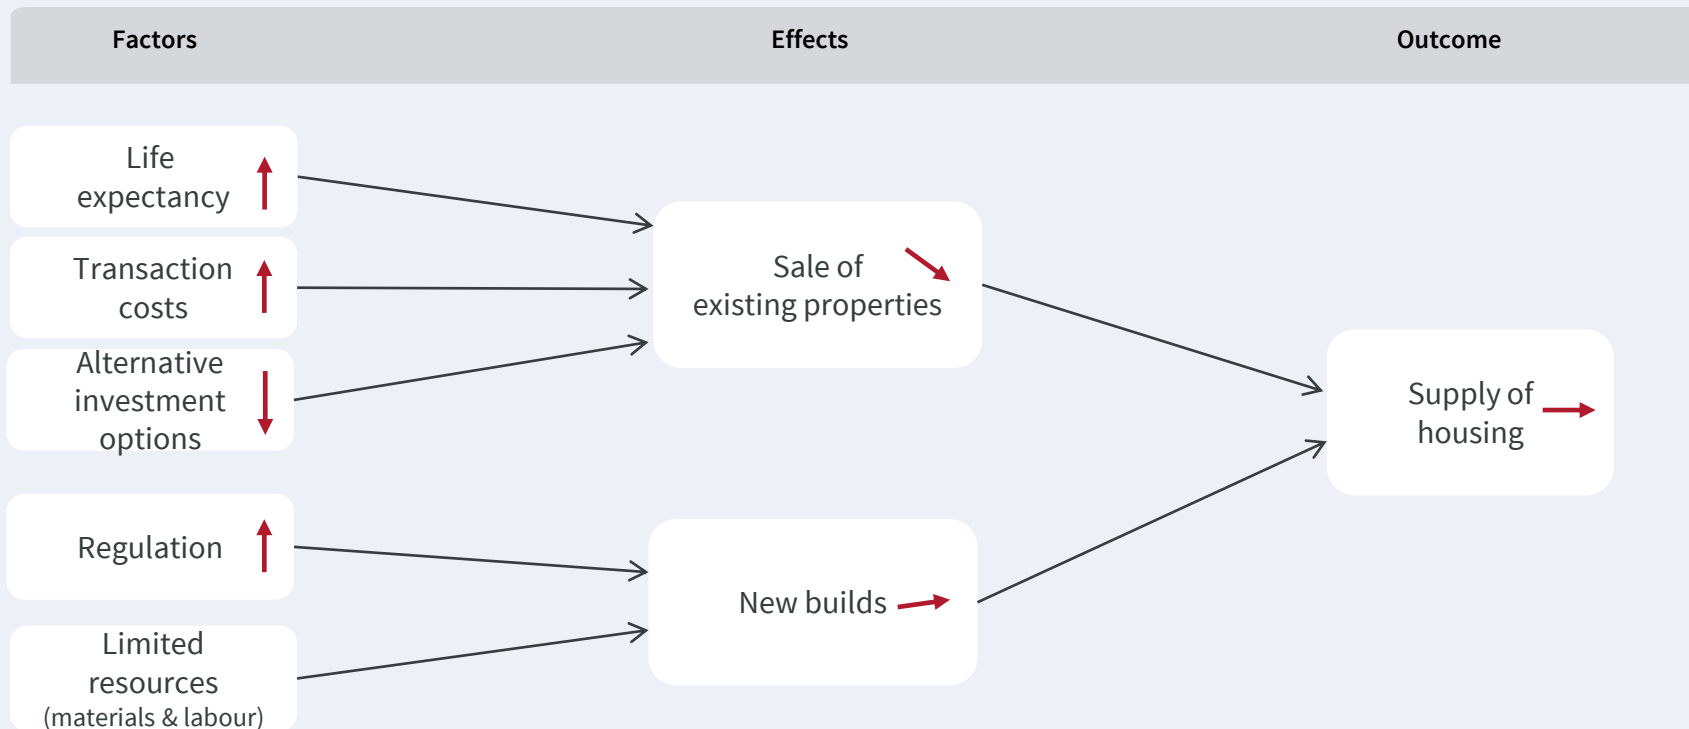 Factors
Effects
Outcome
Life
expectancy
Transaction
costs
Alternative
investment
options
Regulation
Limited
resources
(materials & labour)
Sale of
existing properties
New builds
Supply of
housing